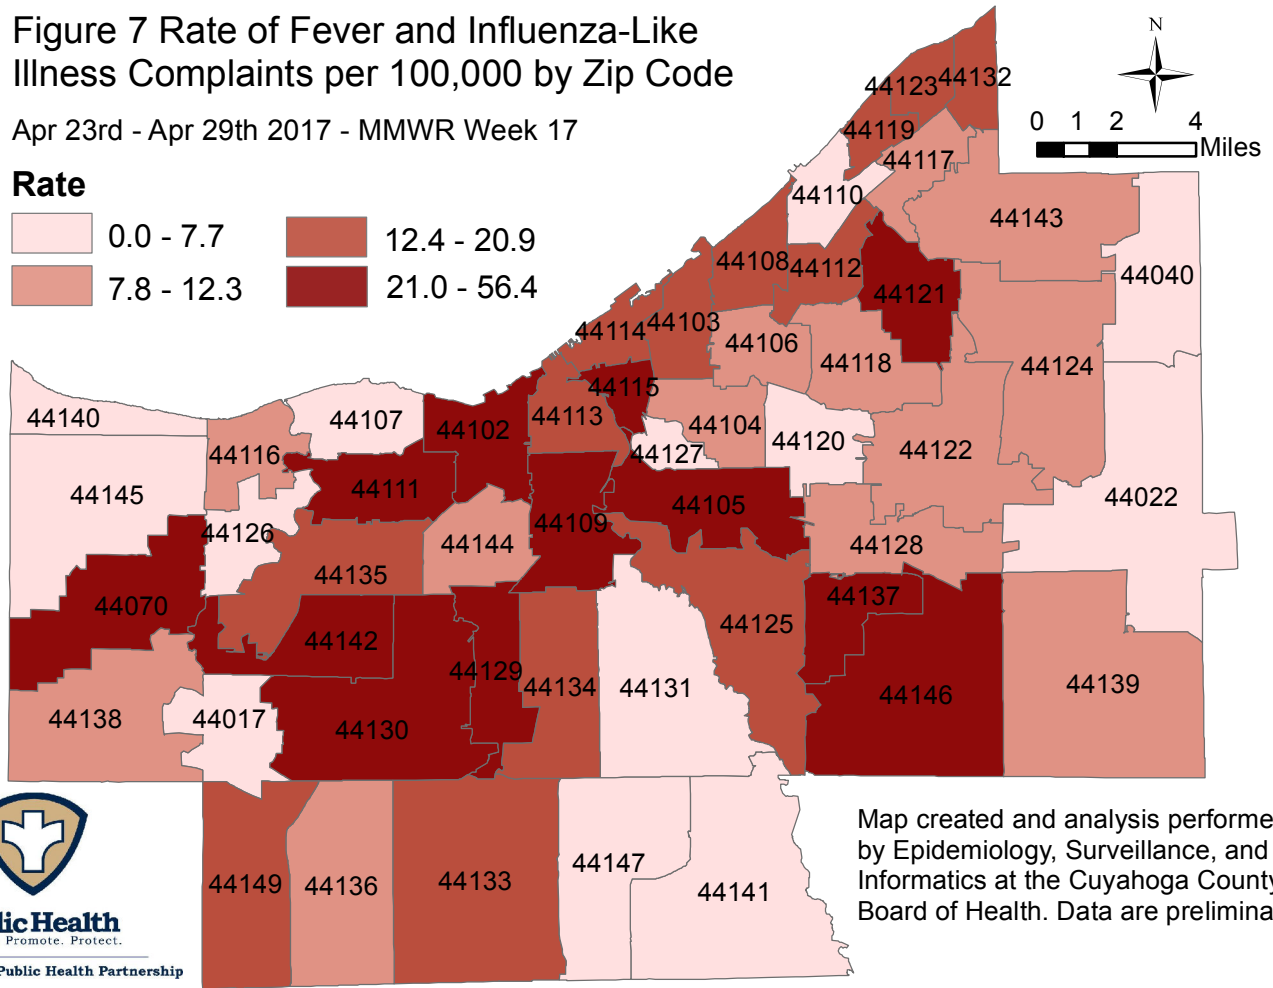 Figure 7 Rate of Fever and Influenza-Like
Illness Complaints per 100,000 by Zip Code
Apr 23rd - Apr 29th 2017 - MMWR Week 17
Rate
0.0 - 7.7
12.4 - 20.9
7.8 - 12.3
21.0 - 56.4
N
0 1 2 4
Miles
44123 44132
44119
44117
44110
44143
44108 44112
44040
44121
44114 44103
44106
44118
44124
44115
44140
44107
44102
44113
44104
44127
44120
44122
44116
44145
44111
44105
44022
44126
44109
44144
44128
44135
44070
44137
44142
44125
44129
44134
44131
44146
44139
44138
44017
44130
44149
44136
44133
44147
44141
Map created and analysis performe
by Epidemiology, Surveillance, and
Informatics at the Cuyahoga County
Board of Health. Data are prelimina
lic Health
Promote. Protect.
Public Health Partnership